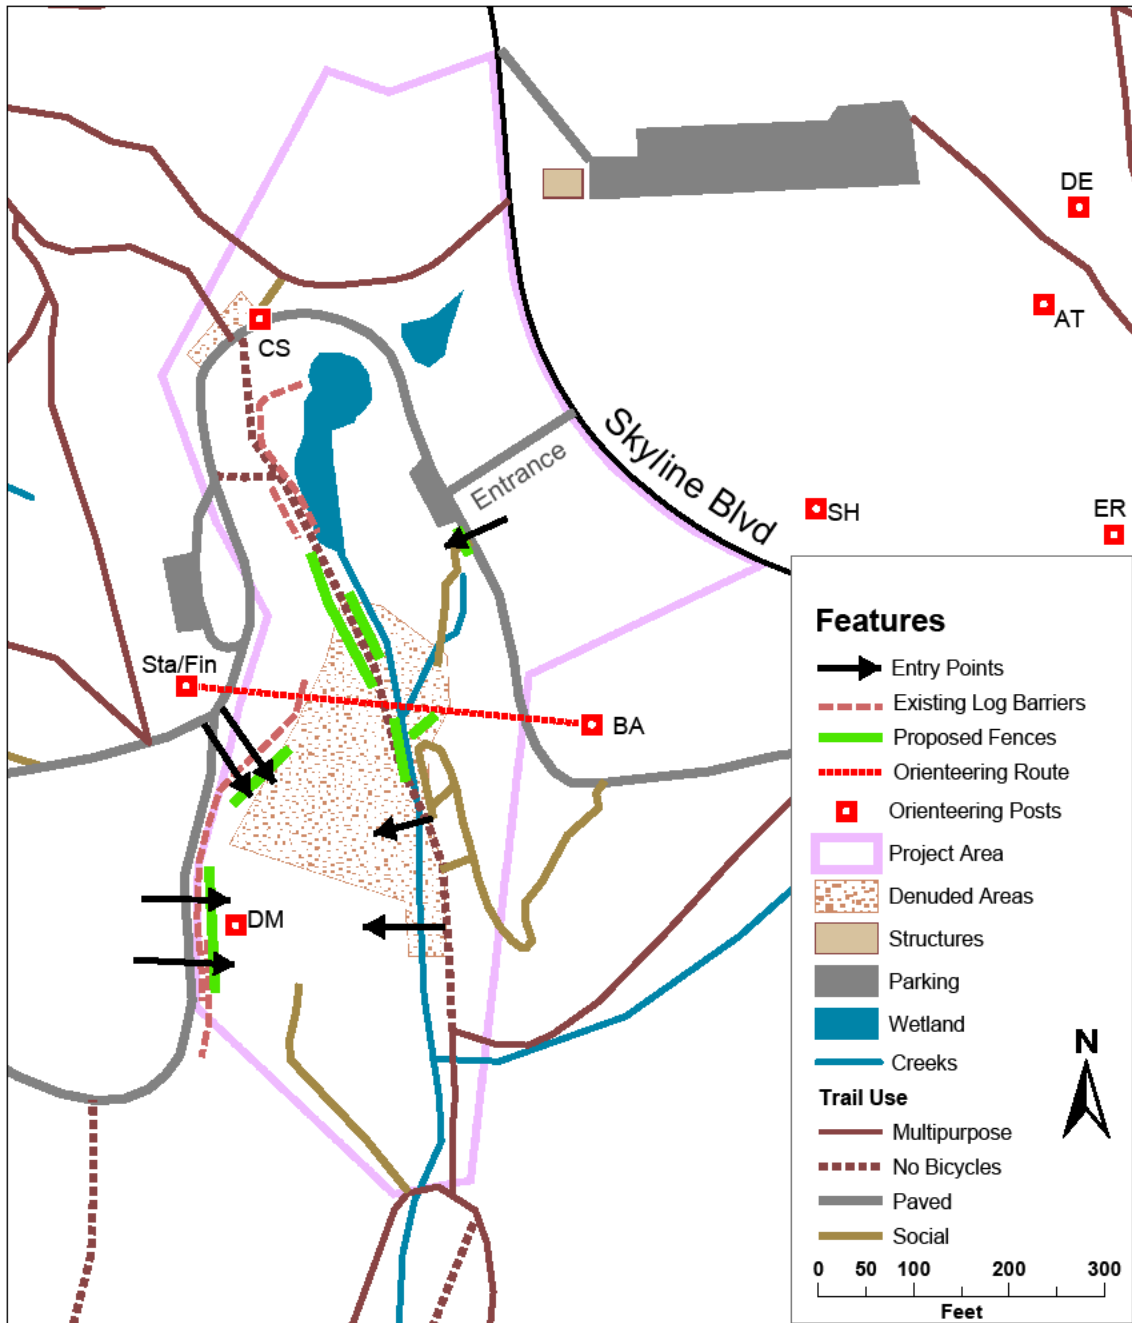 DE
AT
CS
Skyline Blvd
Entrance
SH
ER
Sta/Fin
BA
DM
Features
Entry Points
Existing Log Barriers
Proposed Fences
Orienteering Route
Orienteering Posts
Project Area
Denuded Areas
Structures
Parking
Wetland
Creeks
N
Trail Use
Multipurpose
No Bicycles
Paved
Social
0 50 100 200 300
Feet